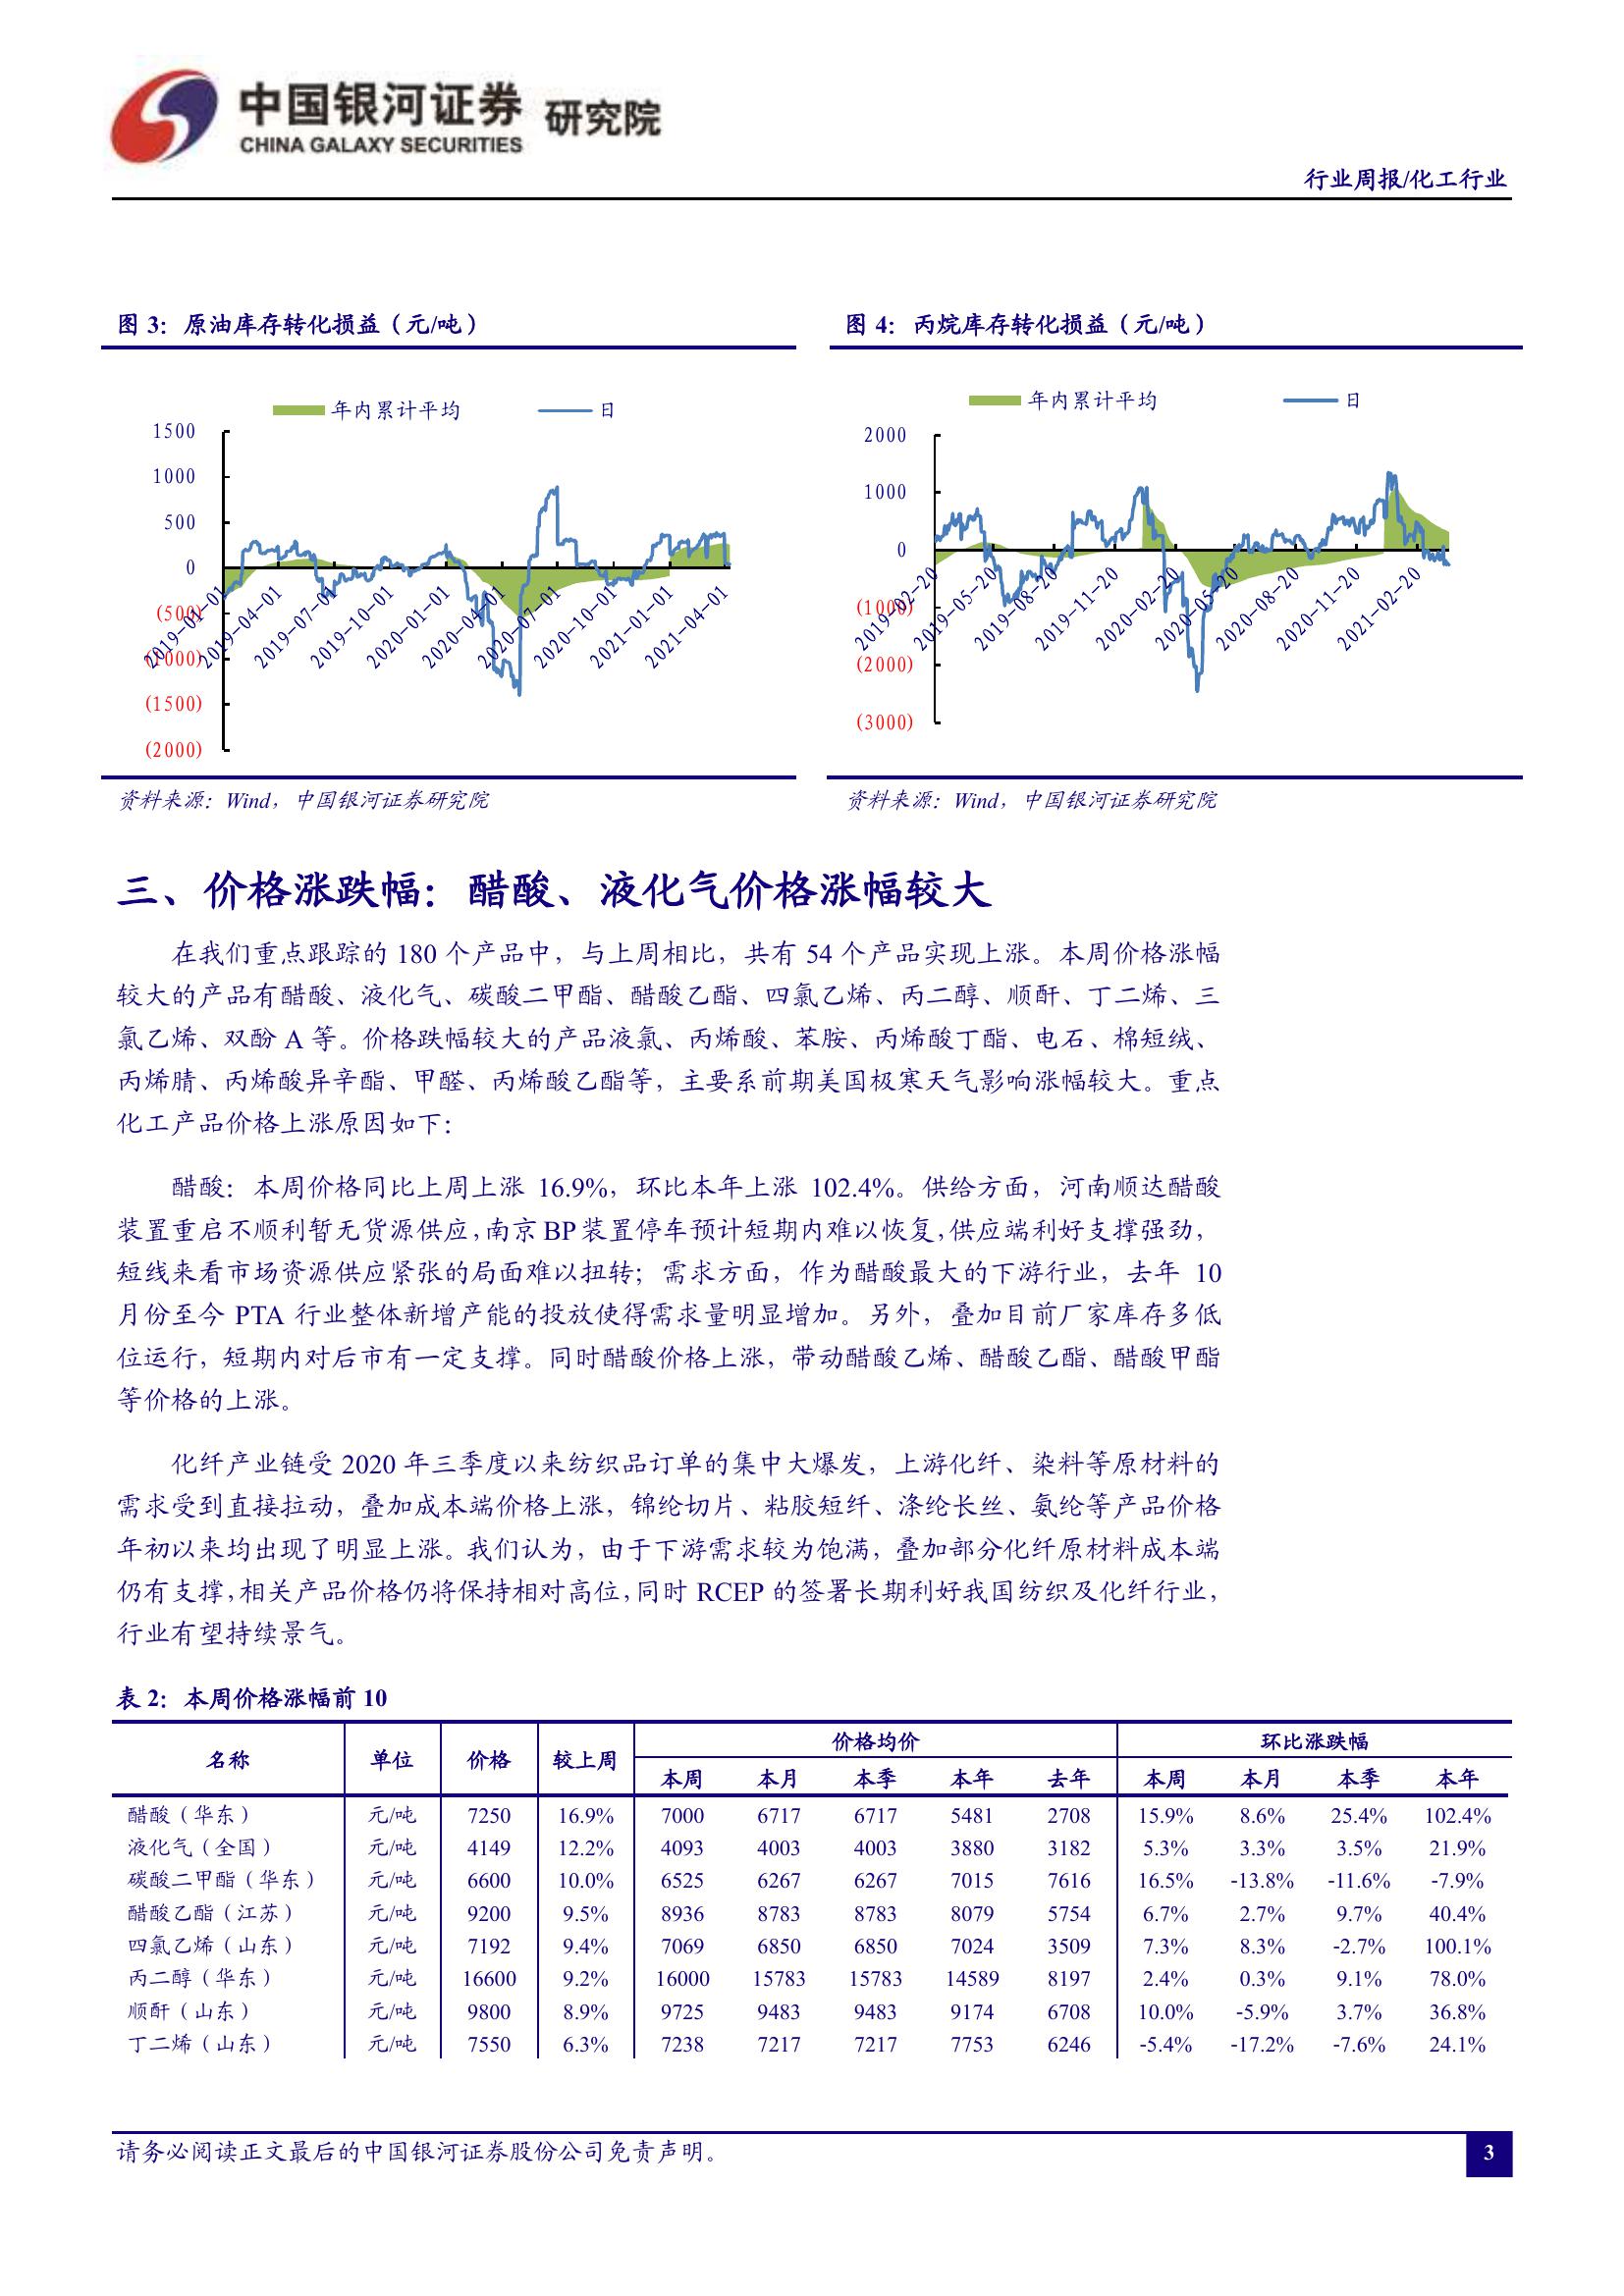 中国银河证券 研究院
CHINA GALAXY SECURITIES
行业周报/化工行业
图 3：原油库存转化损益（元/吨）
年内累计平均 日
1500
1000
500
0
(500)
(1000)
(1500)
(2000)
2019-01-01 2019-04-01 2019-07-01 2019-10-01 2020-01-01 2020-04-01 2020-07-01 2020-10-01 2021-01-01 2021-04-01
资料来源：Wind，中国银河证券研究院
图 4：丙烷库存转化损益（元/吨）
年内累计平均 日
2000
1000
0
(1000)
(2000)
(3000)
2019-02-20 2019-05-20 2019-08-20 2019-11-20 2020-02-20 2020-05-20 2020-08-20 2020-11-20 2021-02-20
资料来源：Wind，中国银河证券研究院
三、价格涨跌幅：醋酸、液化气价格涨幅较大
在我们重点跟踪的 180 个产品中，与上周相比，共有 54 个产品实现上涨。本周价格涨幅
较大的产品有醋酸、液化气、碳酸二甲酯、醋酸乙酯、四氯乙烯、丙二醇、顺酐、丁二烯、三
氯乙烯、双酚 A 等。价格跌幅较大的产品液氯、丙烯酸、苯胺、丙烯酸丁酯、电石、棉短绒、
丙烯腈、丙烯酸异辛酯、甲醛、丙烯酸乙酯等，主要系前期美国极寒天气影响涨幅较大。重点
化工产品价格上涨原因如下：
醋酸：本周价格同比上周上涨 16.9%，环比本年上涨 102.4%。供给方面，河南顺达醋酸
装置重启不顺利暂无货源供应，南京 BP 装置停车预计短期内难以恢复，供应端利好支撑强劲，
短线来看市场资源供应紧张的局面难以扭转；需求方面，作为醋酸最大的下游行业，去年 10
月份至今 PTA 行业整体新增产能的投放使得需求量明显增加。另外，叠加目前厂家库存多低
位运行，短期内对后市有一定支撑。同时醋酸价格上涨，带动醋酸乙烯、醋酸乙酯、醋酸甲酯
等价格的上涨。
化纤产业链受 2020 年三季度以来纺织品订单的集中大爆发，上游化纤、染料等原材料的
需求受到直接拉动，叠加成本端价格上涨，锦纶切片、粘胶短纤、涤纶长丝、氨纶等产品价格
年初以来均出现了明显上涨。我们认为，由于下游需求较为饱满，叠加部分化纤原材料成本端
仍有支撑，相关产品价格仍将保持相对高位，同时 RCEP 的签署长期利好我国纺织及化纤行业，
行业有望持续景气。
表 2：本周价格涨幅前 10
名称 单位 价格 较上周 价格均价 环比涨跌幅
本周 本月 本季 本年 去年 本周 本月 本季 本年
醋酸（华东） 元/吨 7250 16.9% 7000 6717 6717 5481 2708 15.9% 8.6% 25.4% 102.4%
液化气（全国） 元/吨 4149 12.2% 4093 4003 4003 3880 3182 5.3% 3.3% 3.5% 21.9%
碳酸二甲酯（华东） 元/吨 6600 10.0% 6525 6267 6267 7015 7616 16.5% -13.8% -11.6% -7.9%
醋酸乙酯（江苏） 元/吨 9200 9.5% 8936 8783 8783 8079 5754 6.7% 2.7% 9.7% 40.4%
四氯乙烯（山东） 元/吨 7192 9.4% 7069 6850 6850 7024 3509 7.3% 8.3% -2.7% 100.1%
丙二醇（华东） 元/吨 16600 9.2% 16000 15783 15783 14589 8197 2.4% 0.3% 9.1% 78.0%
顺酐（山东） 元/吨 9800 8.9% 9725 9483 9483 9174 6708 10.0% -5.9% 3.7% 36.8%
丁二烯（山东） 元/吨 7550 6.3% 7238 7217 7217 7753 6246 -5.4% -17.2% -7.6% 24.1%
请务必阅读正文最后的中国银河证券股份公司免责声明。
3